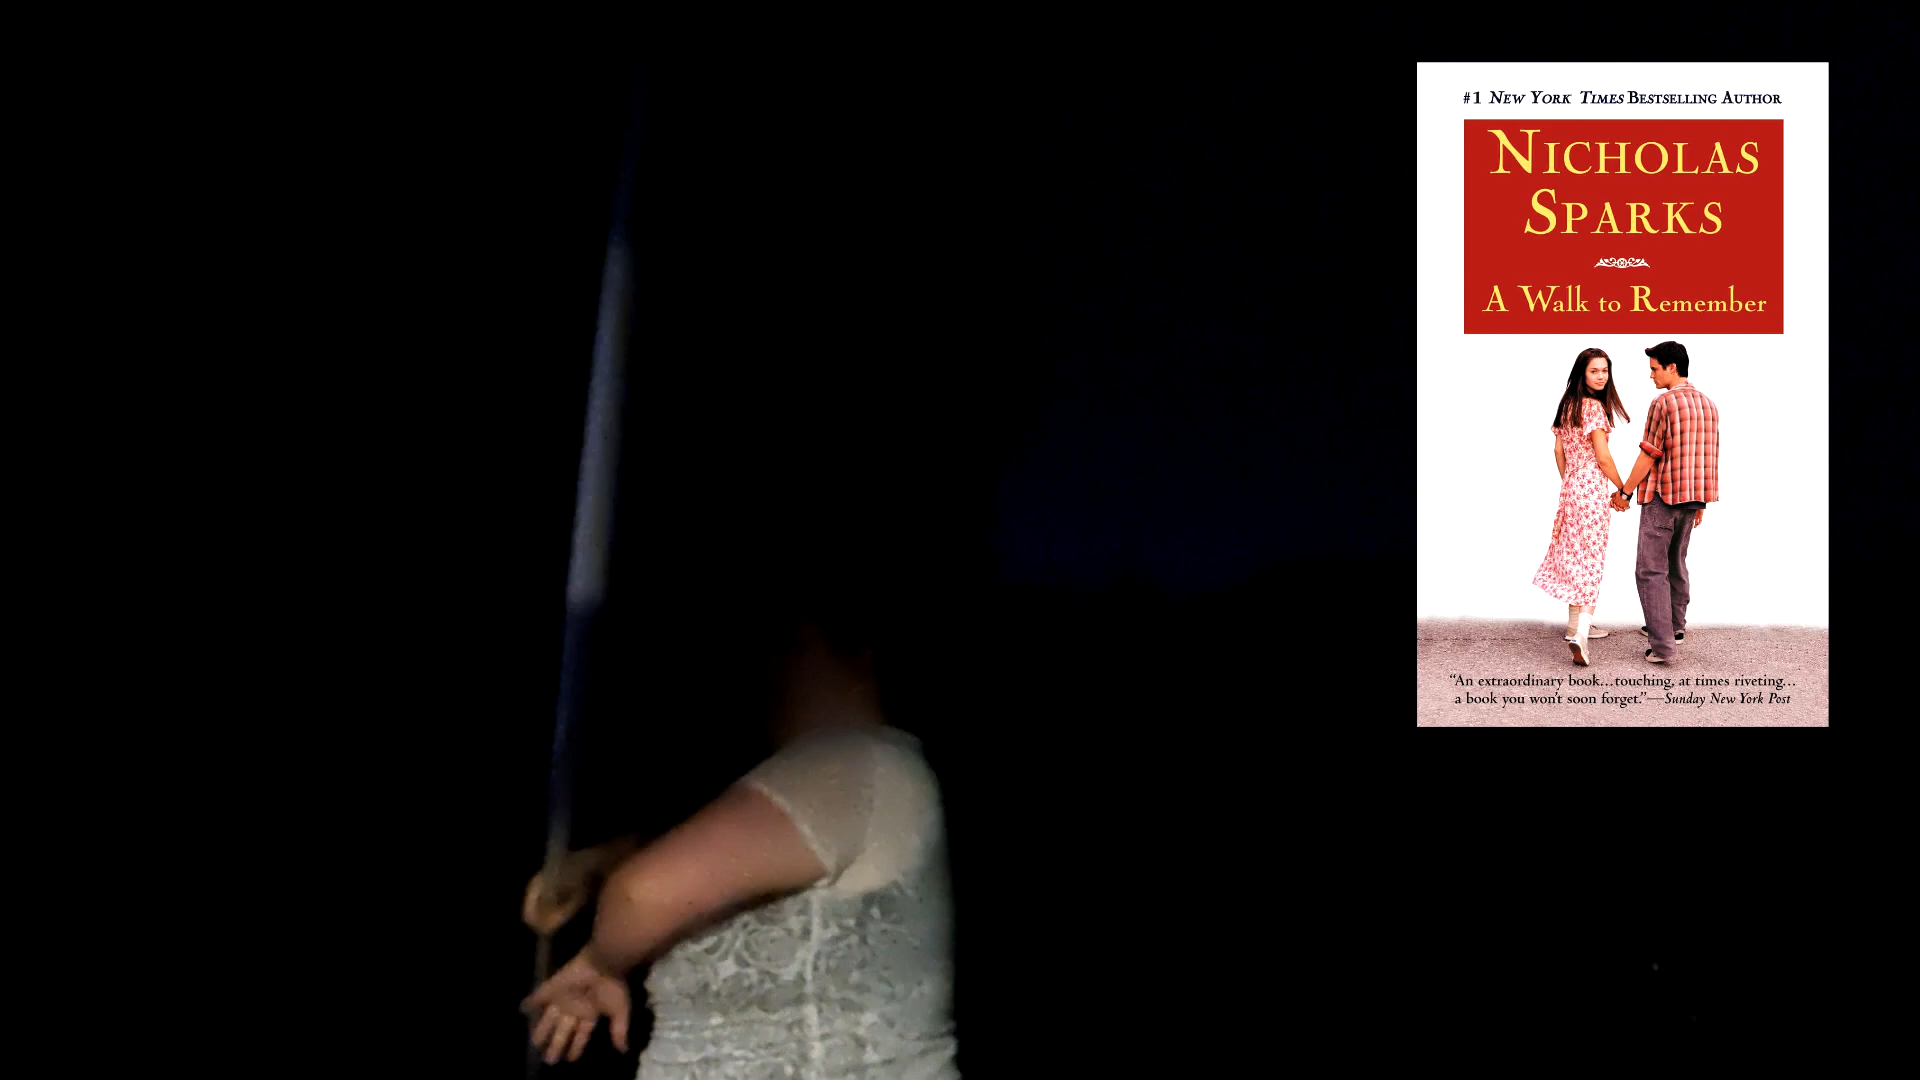 #1 New York Times Bestselling Author
Nicholas
Sparks
A Walk to Remember
“An extraordinary book...touching, at times riveting...
a book you won't soon forget.”—Sunday New York Post